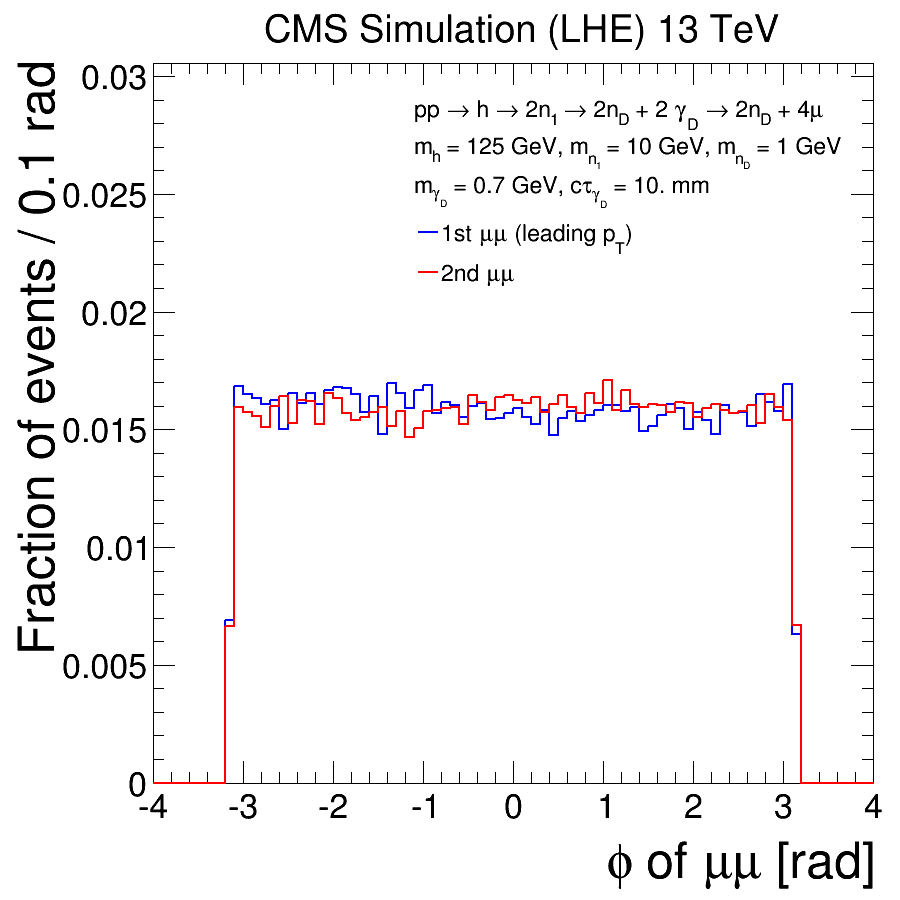 CMS Simulation (LHE) 13 TeV
Fraction of events / 0.1 rad
0.03
0.025
0.02
0.015
0.01
0.005
0
pp → h → 2n1 → 2nD + 2 γD → 2nD + 4μ
mh = 125 GeV, mn1 = 10 GeV, mnD = 1 GeV
mγD = 0.7 GeV, cτγD = 10. mm
1st μμ (leading pT)
2nd μμ
-4 -3 -2 -1 0 1 2 3 4
ϕ of μμ [rad]